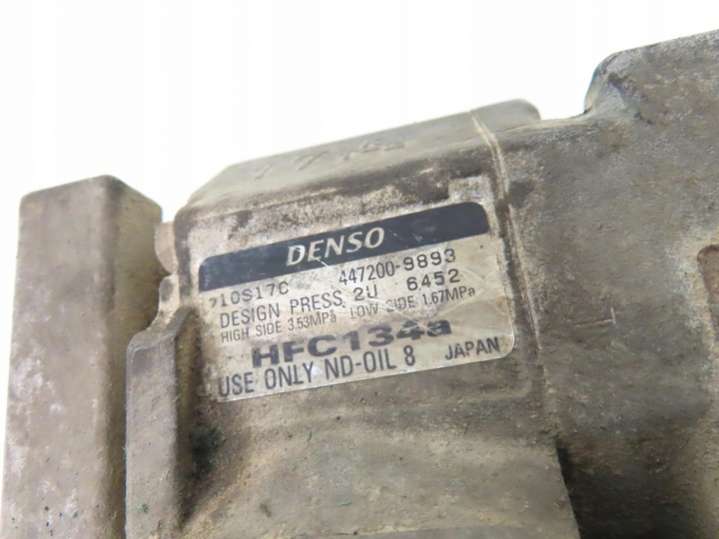 DENSO
710S17C 447200-9893
DESIGN PRESS 2U 6452
HIGH SIDE 3.53MPa LOW SIDE 1.67MPa
HFC134a
USE ONLY ND-OIL 8 JAPAN